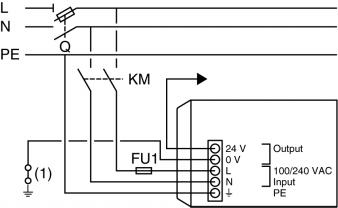 L
N
PE
Q
KM
24 V
0 V
Output
FU1
L
100/240 VAC
(1)
N
Input
PE